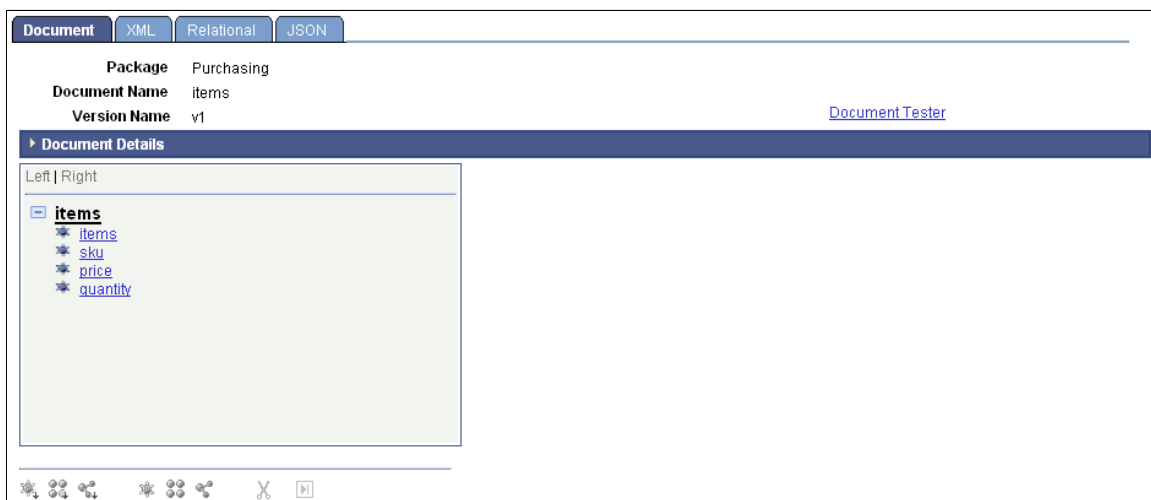 Document XML Relational JSON
Package Purchasing
Document Name items
Version Name v1 Document Tester
Document Details
Left | Right
items
items
sku
price
quantity